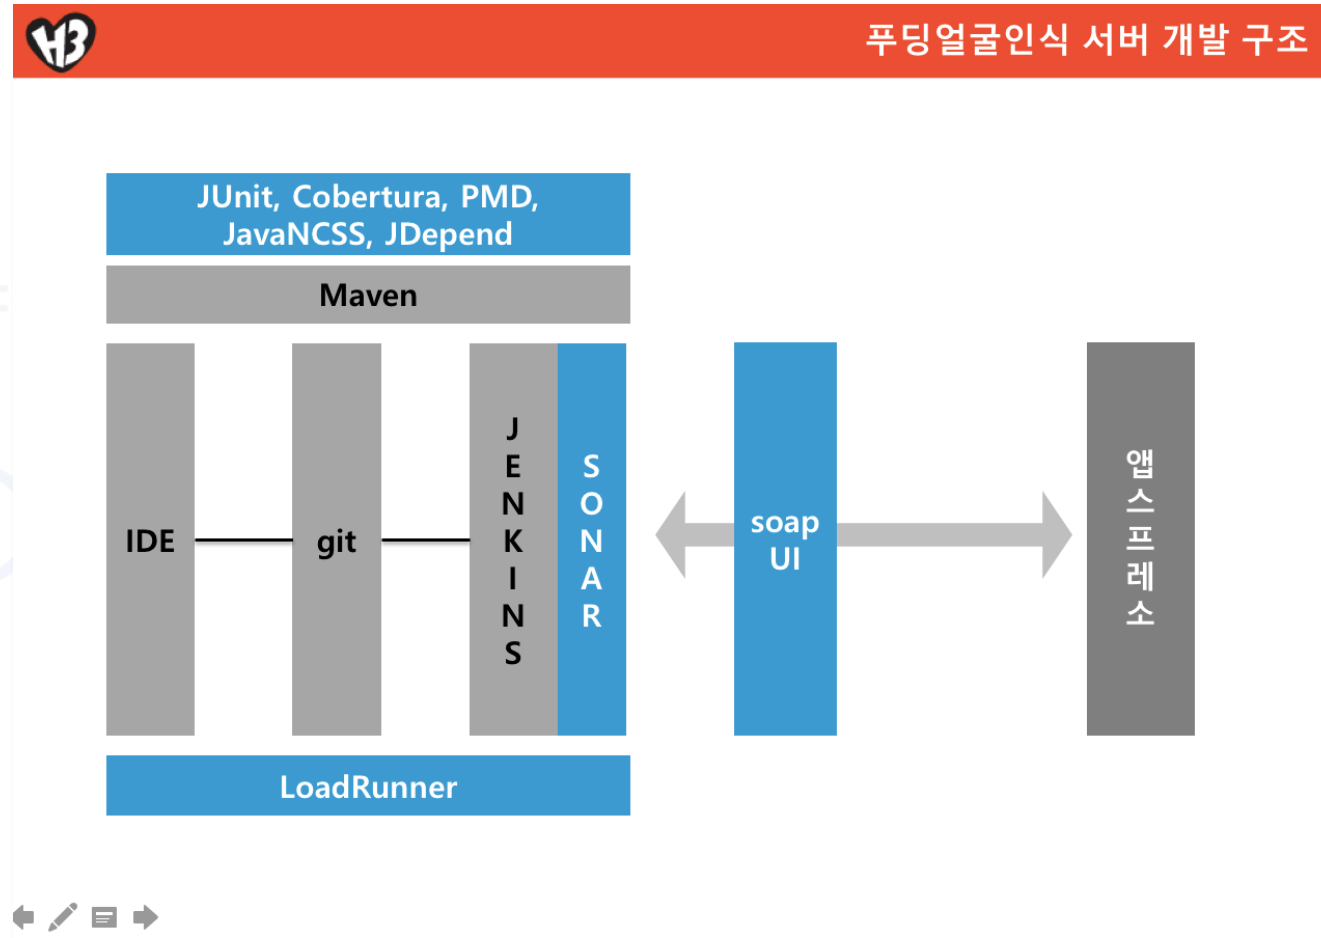 H3
푸딩얼굴인식 서버 개발 구조
JUnit, Cobertura, PMD,
JavaNCSS, JDepend
Maven
IDE
git
JENKINS
SONAR
soap
UI
앱스프레소
LoadRunner